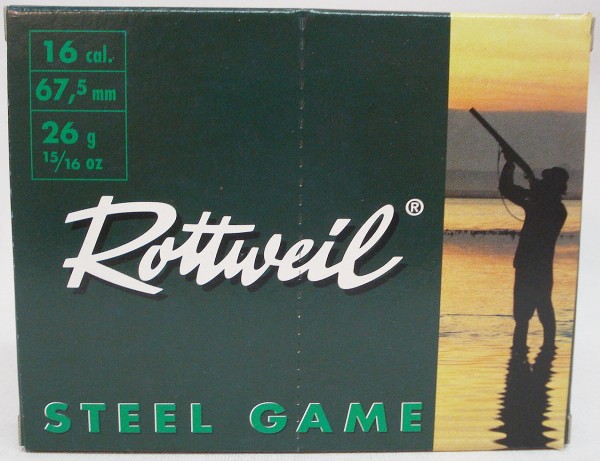 16 cal.
67,5 mm
26 g
15/16 oz
Rottweil®
STEEL GAME